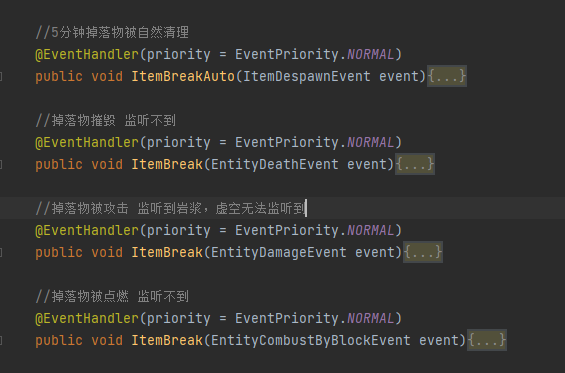 //5分钟掉落物被自然清理
@EventHandler(priority = EventPriority.NORMAL)
public void ItemBreakAuto(ItemDespawnEvent event){...}
//掉落物摧毁 监听不到
@EventHandler(priority = EventPriority.NORMAL)
public void ItemBreak(EntityDeathEvent event){...}
//掉落物被攻击 监听到岩浆，虚空无法监听到
@EventHandler(priority = EventPriority.NORMAL)
public void ItemBreak(EntityDamageEvent event){...}
//掉落物被点燃 监听不到
@EventHandler(priority = EventPriority.NORMAL)
public void ItemBreak(EntityCombustByBlockEvent event){...}